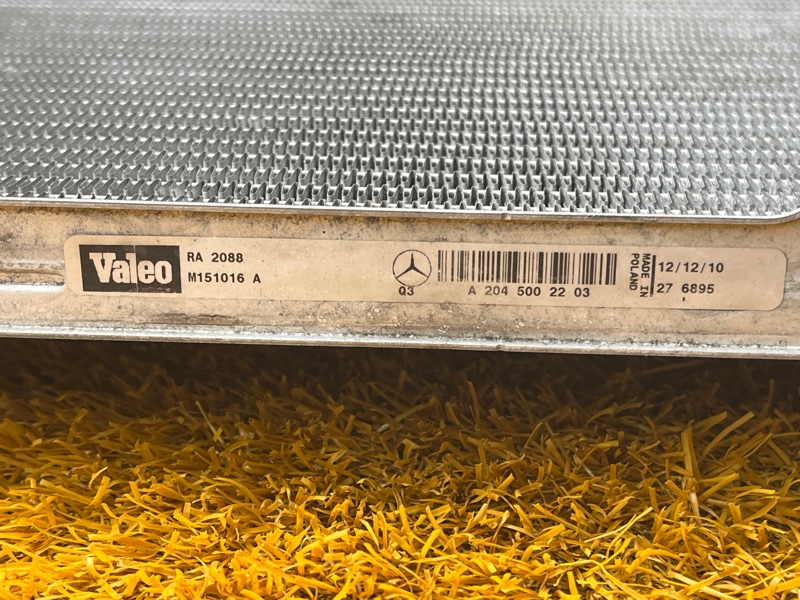 Valeo
RA 2088
M151016 A
Q3
A 204 500 22 03
MADE IN
POLAND
12/12/10
27 6895